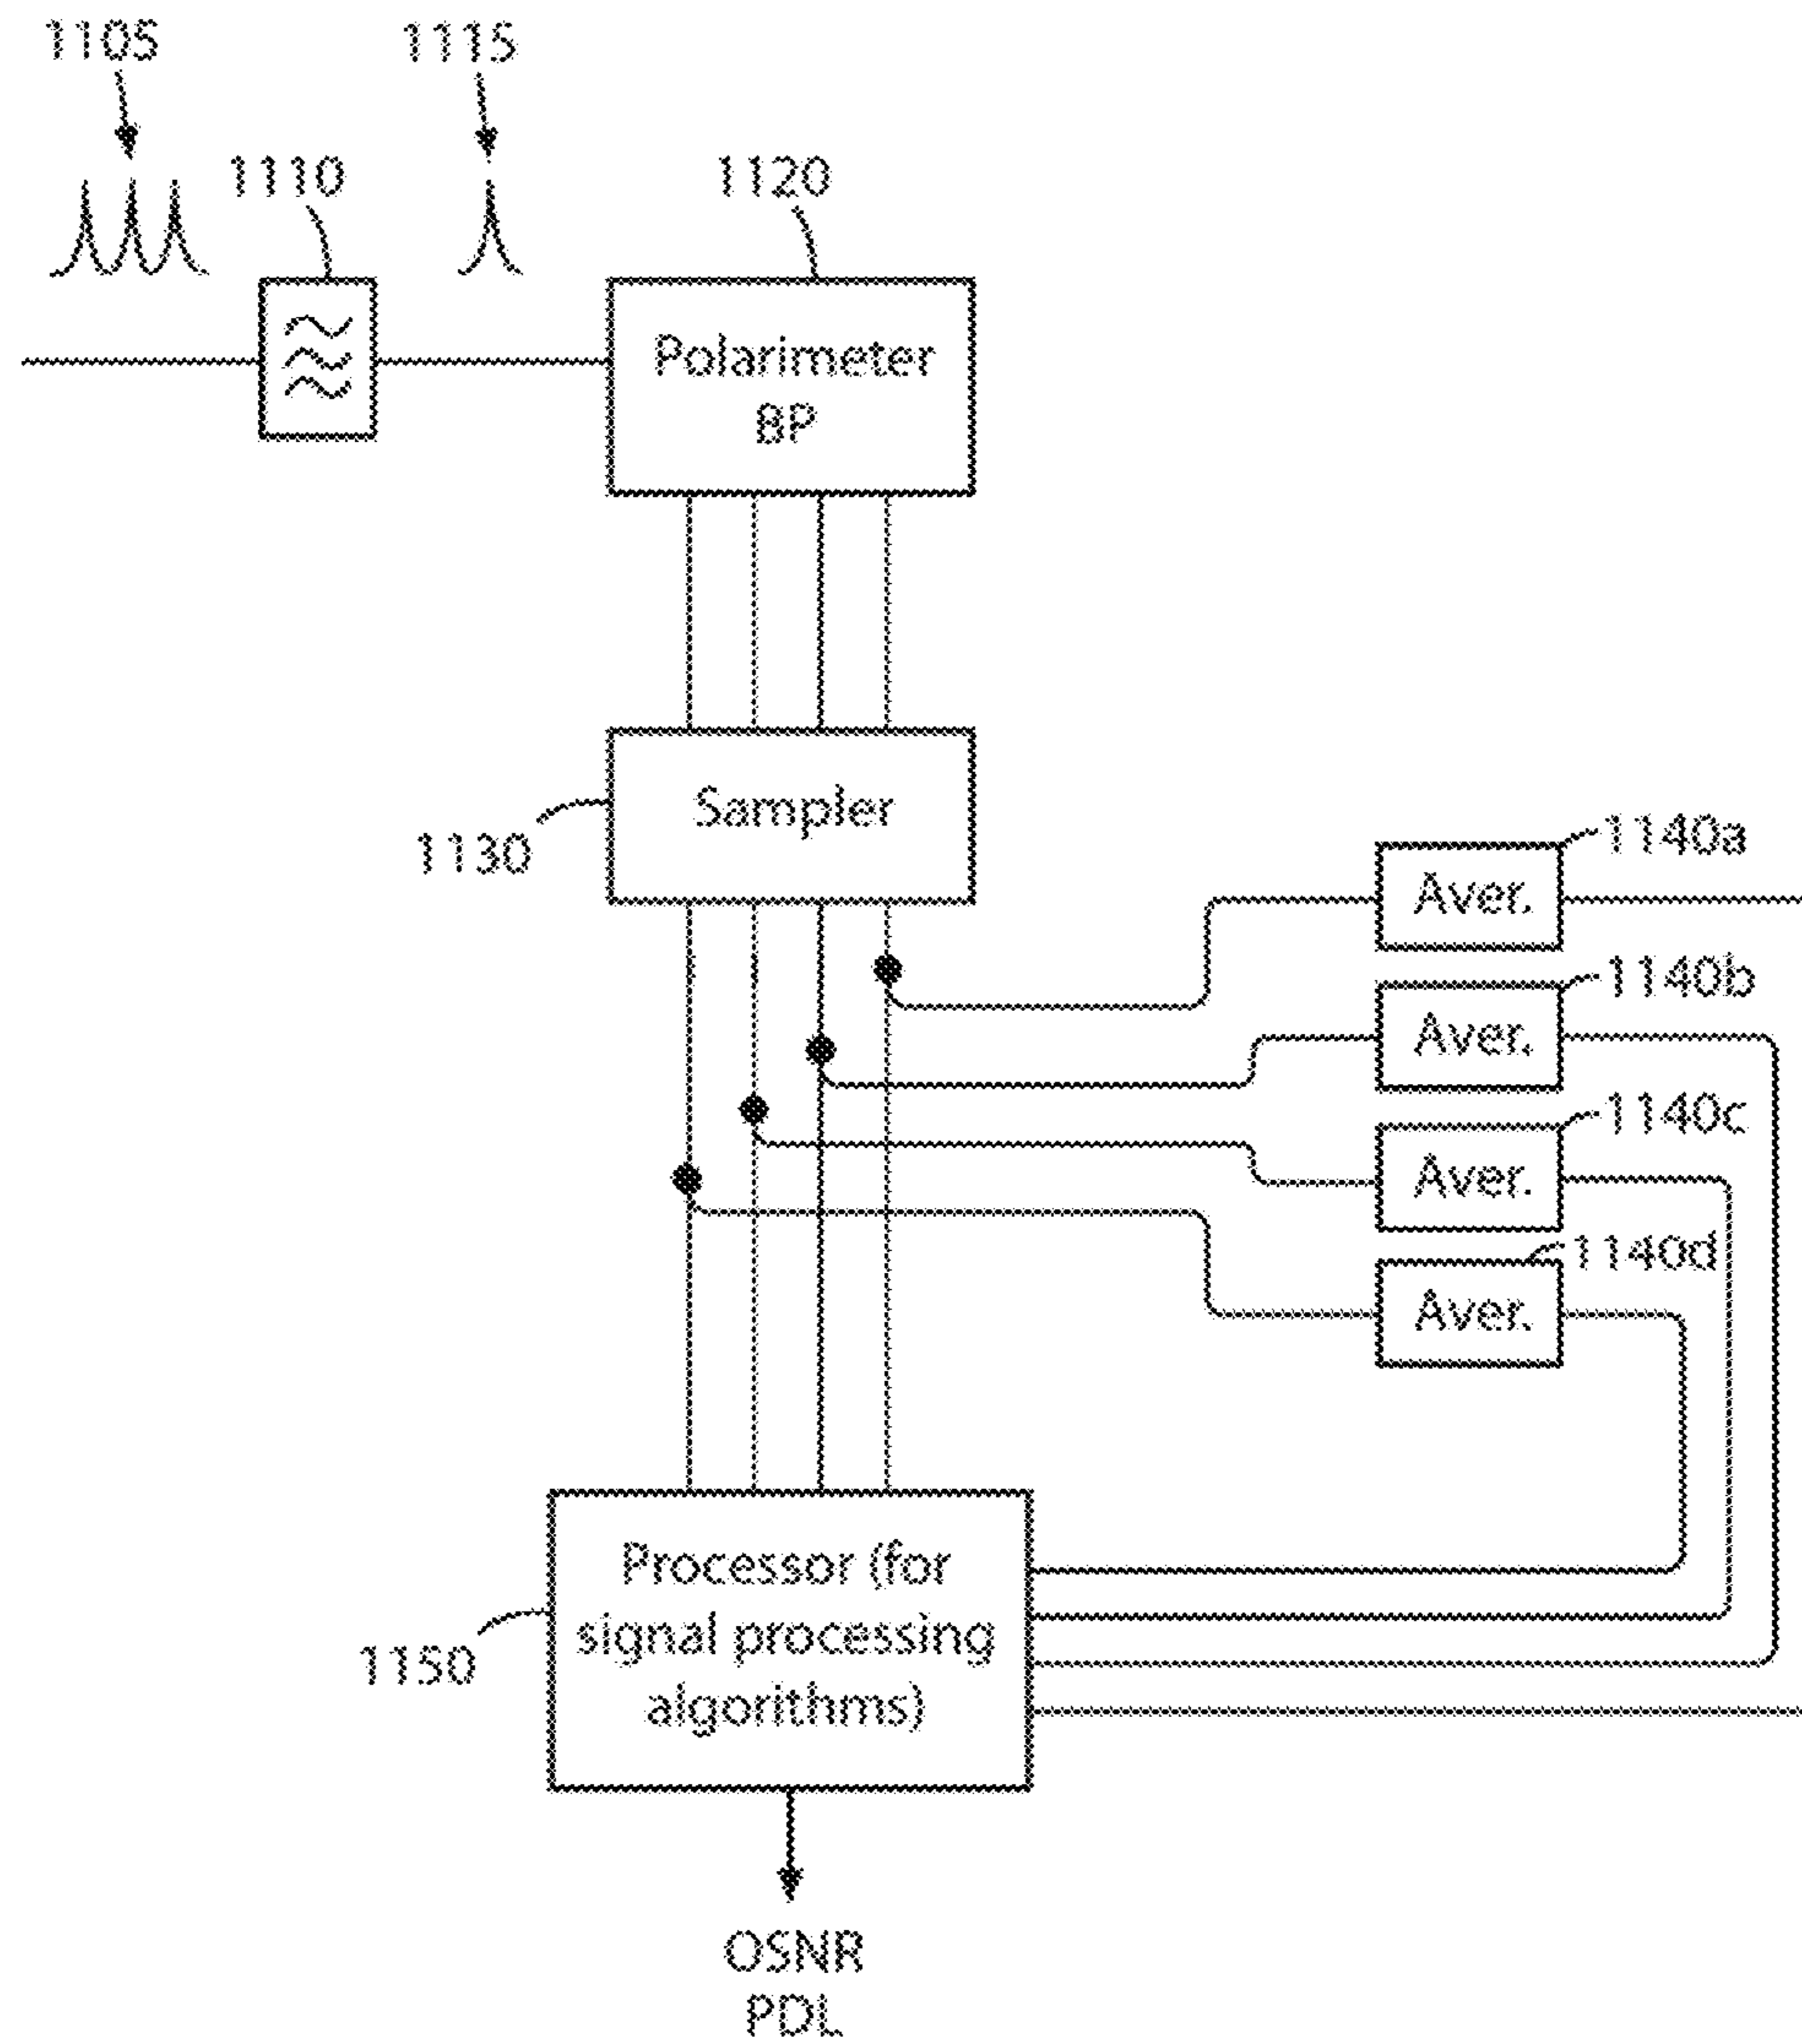 1105
1115
1110
1120
Polarimeter
BP
Sampler
1130
1140a
Aver.
1140b
Aver.
1140c
Aver.
1140d
Aver.
Processor (for
signal processing
algorithms)
1150
OSNR
PDL